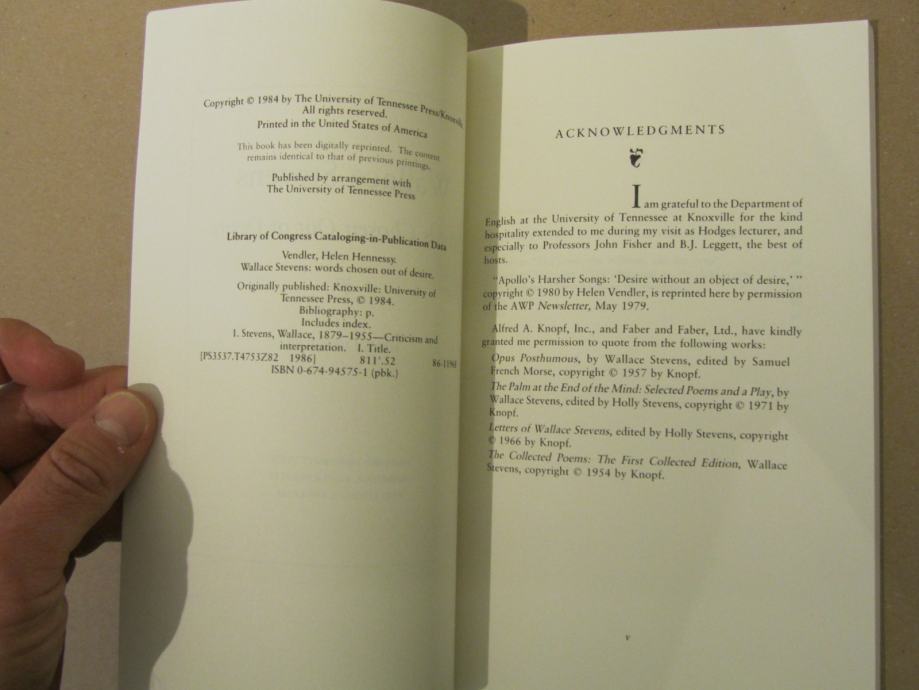 Copyright © 1984 by The University of Tennessee Press/Knoxville.
All rights reserved.
Printed in the United States of America
This book has been digitally reprinted. The content
remains identical to that of previous printings.
Published by arrangement with
The University of Tennessee Press
Library of Congress Cataloging-in-Publication Data
Vendler, Helen Hennessy.
Wallace Stevens: words chosen out of desire.
Originally published: Knoxville: University of
Tennessee Press, © 1984.
Bibliography: p.
Includes index.
1. Stevens, Wallace, 1879–1955—Criticism and
interpretation. I. Title.
[PS3537.T4753Z82 1986] 811'.52
ISBN 0-674-94575-1 (pbk.)
ACKNOWLEDGMENTS
I am grateful to the Department of
English at the University of Tennessee at Knoxville for the kind
hospitality extended to me during my visit as Hodges lecturer, and
especially to Professors John Fisher and B.J. Leggett, the best of
hosts.
"Apollo's Harsher Songs: 'Desire without an object of desire,' "
copyright © 1980 by Helen Vendler, is reprinted here by permission
of the AWP Newsletter, May 1979.
Alfred A. Knopf, Inc., and Faber and Faber, Ltd., have kindly
granted me permission to quote from the following works:
Opus Posthumous, by Wallace Stevens, edited by Samuel
French Morse, copyright © 1957 by Knopf.
The Palm at the End of the Mind: Selected Poems and a Play, by
Wallace Stevens, edited by Holly Stevens, copyright © 1971 by
Knopf.
Letters of Wallace Stevens, edited by Holly Stevens, copyright
© 1966 by Knopf.
The Collected Poems: The First Collected Edition, Wallace
Stevens, copyright © 1954 by Knopf.
v